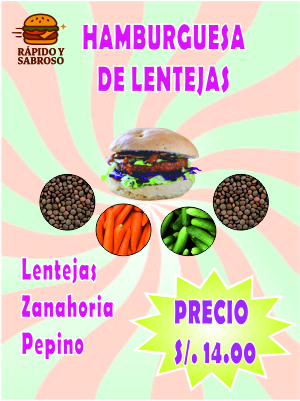 RÁPIDO Y
SABROSO
HAMBURGUESA
DE LENTEJAS
Lentejas
Zanahoria
Pepino
PRECIO
S/. 14.00